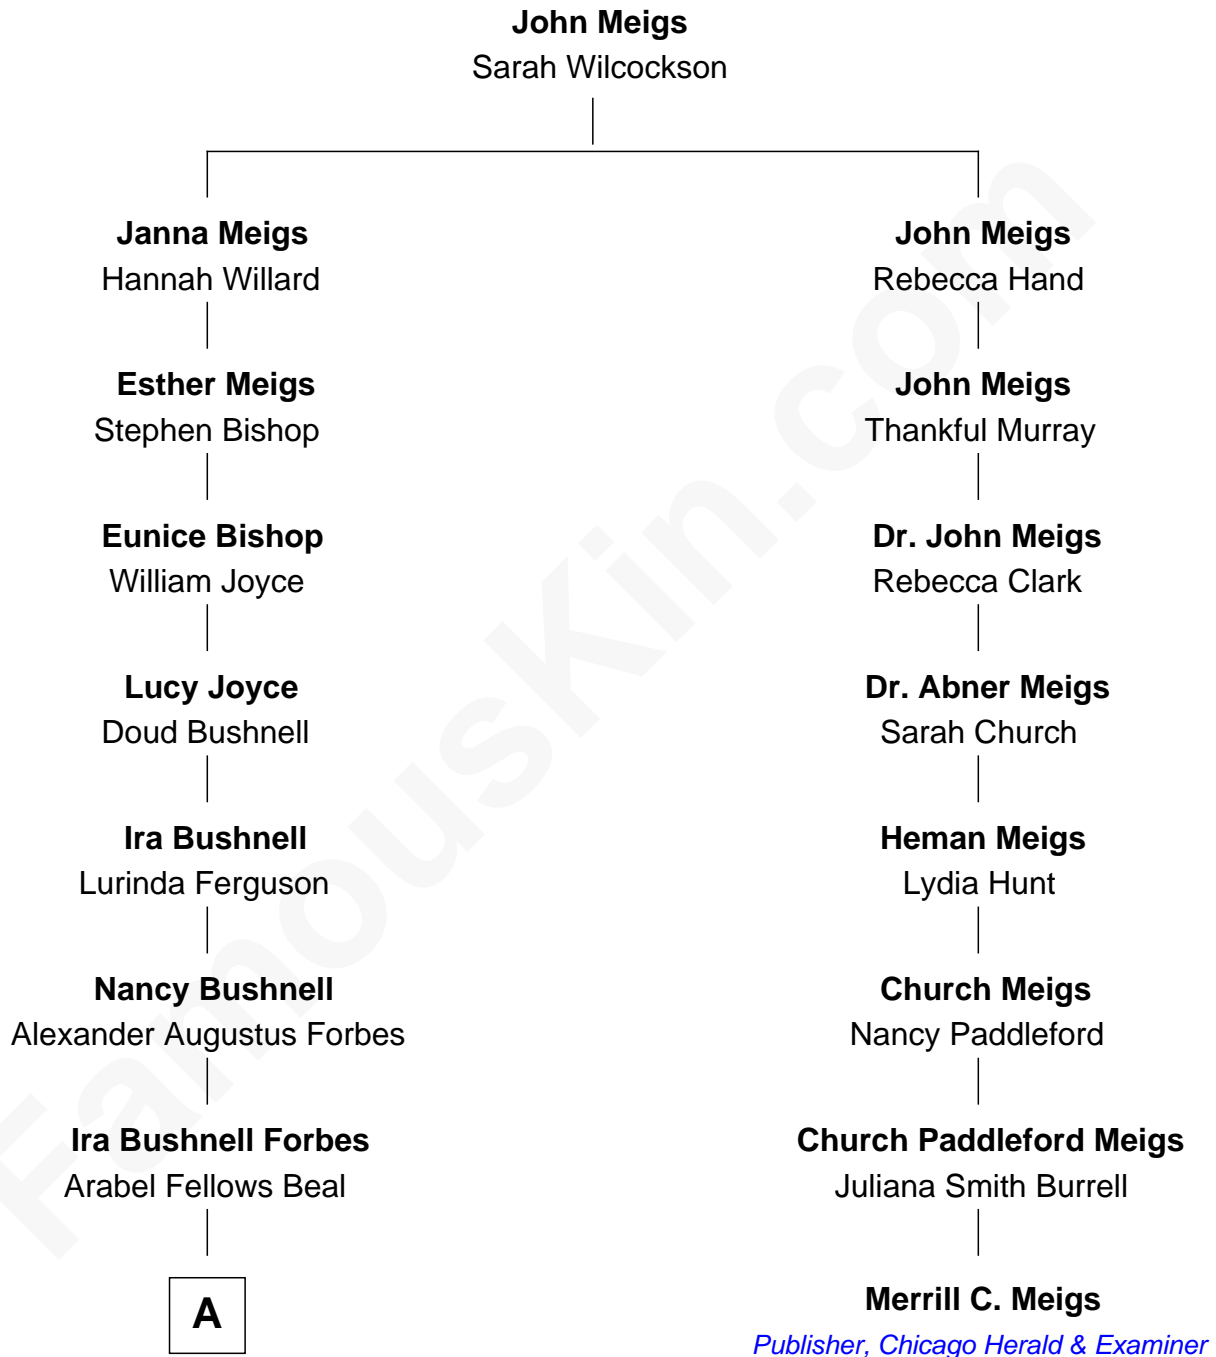 John Meigs
Sarah Wilcockson
Janna Meigs
Hannah Willard
John Meigs
Rebecca Hand
Esther Meigs
Stephen Bishop
John Meigs
Thankful Murray
Eunice Bishop
William Joyce
Dr. John Meigs
Rebecca Clark
Lucy Joyce
Doud Bushnell
Dr. Abner Meigs
Sarah Church
Ira Bushnell
Lurinda Ferguson
Heman Meigs
Lydia Hunt
Nancy Bushnell
Alexander Augustus Forbes
Church Meigs
Nancy Paddleford
Ira Bushnell Forbes
Arabel Fellows Beal
Church Paddleford Meigs
Juliana Smith Burrell
A
Merrill C. Meigs
Publisher, Chicago Herald & Examiner
FamousKin.com